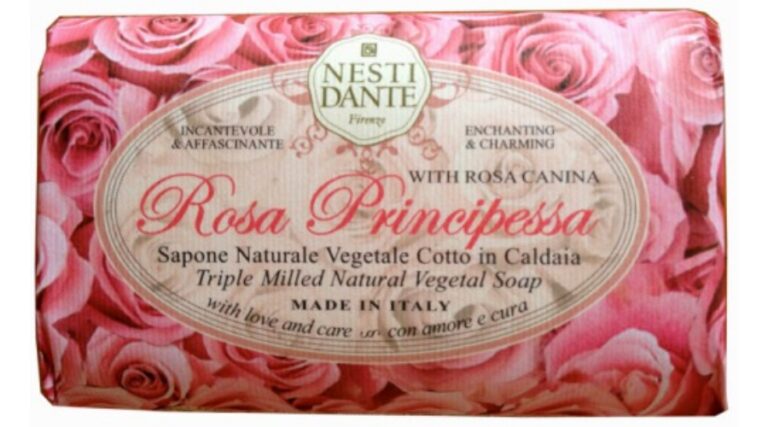 NESTI
DANTE
Firenze
INCANTEVOLE
& AFFASCINANTE
ENCHANTING
& CHARMING
WITH ROSA CANINA
Rosa Principessa
Sapone Naturale Vegetale Cotto in Caldaia
Triple Milled Natural Vegetal Soap
MADE IN ITALY
with love and care con amore e cura